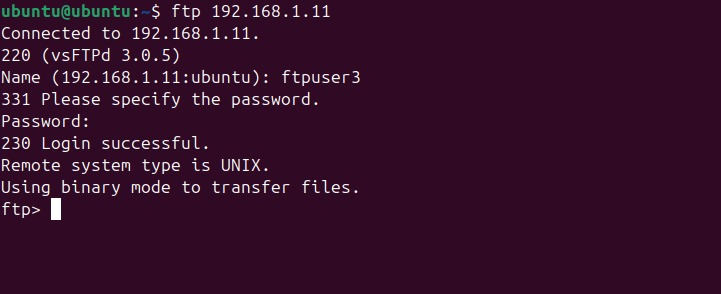 ubuntu@ubuntu:~$ ftp 192.168.1.11
Connected to 192.168.1.11.
220 (vsFTPd 3.0.5)
Name (192.168.1.11:ubuntu): ftpuser3
331 Please specify the password.
Password:
230 Login successful.
Remote system type is UNIX.
Using binary mode to transfer files.
ftp>